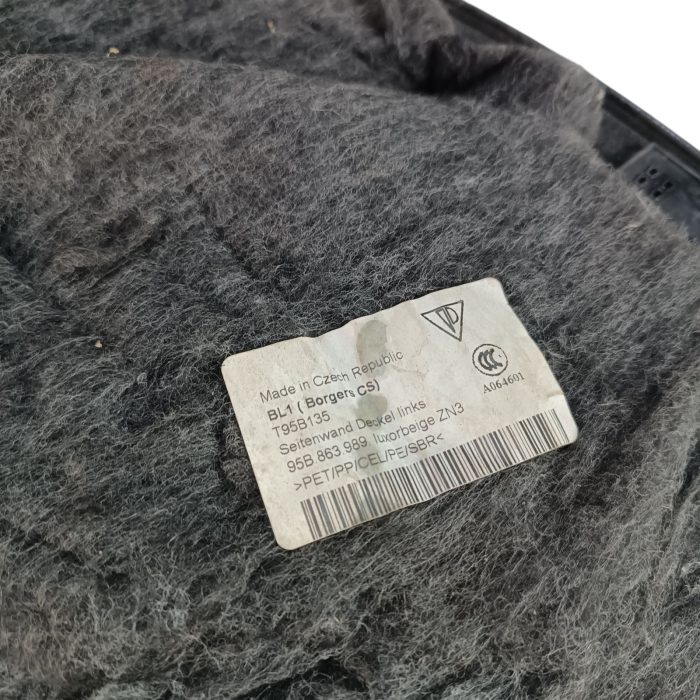 Made in Czech Republic
BL1 ( Borgers CS)
T95B135
Seitenwand Deckel links
95B 863 989, luxorbeige ZN3
>PET/PP/CEL/PE/SBR<
CCC
A064601